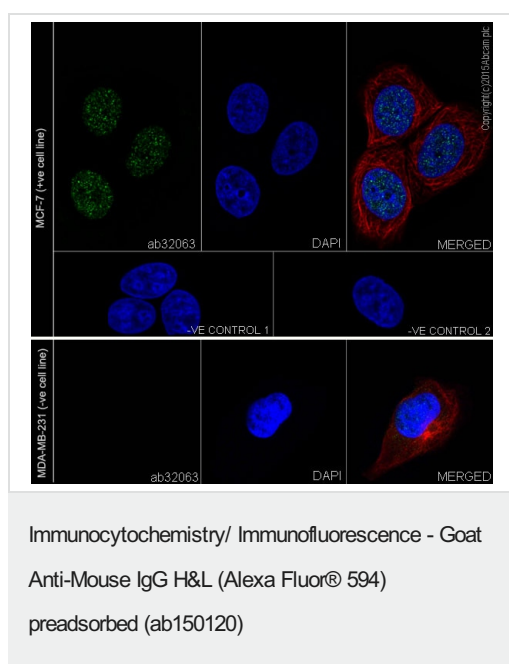 MCF-7 (+ve cell line)
ab32063
DAPI
MERGED
Copyright(c)2015Abcam plc
-VE CONTROL 1
-VE CONTROL 2
MDA-MB-231 (-ve cell line)
ab32063
DAPI
MERGED
Immunocytochemistry/ Immunofluorescence - Goat
Anti-Mouse IgG H&L (Alexa Fluor® 594)
preadsorbed (ab150120)